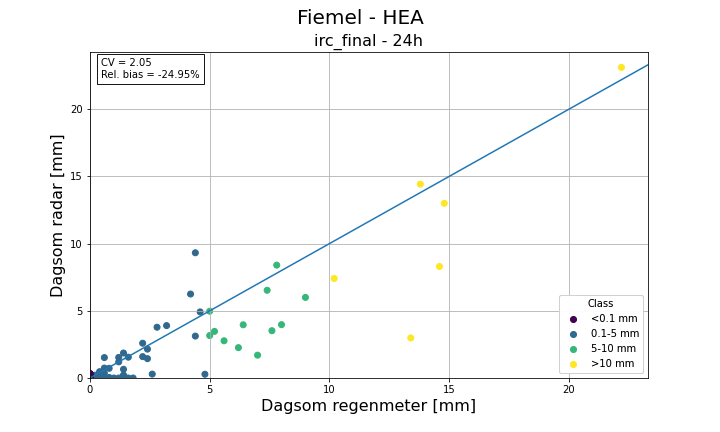 Fiemel - HEA
irc_final - 24h
CV = 2.05
Rel. bias = -24.95%
Dagsom radar [mm]
20
15
10
5
0
0 5 10 15 20
Dagsom regenmeter [mm]
Class
<0.1 mm
0.1-5 mm
5-10 mm
>10 mm